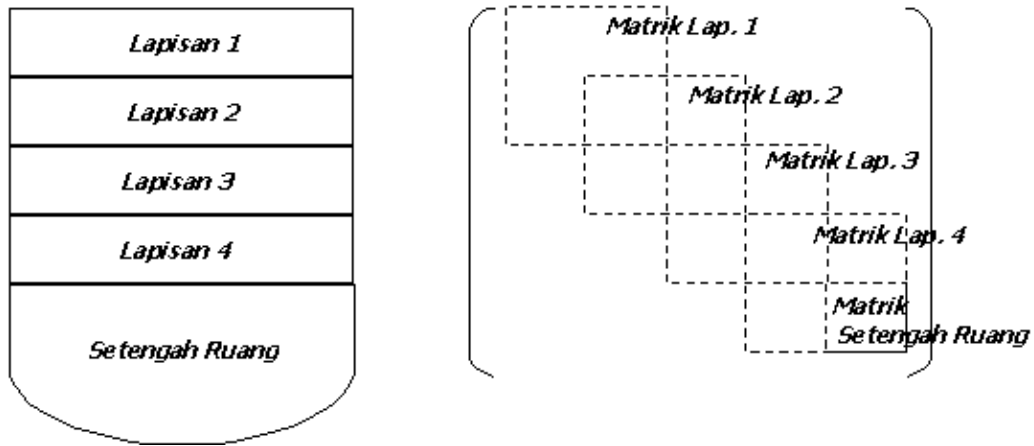 Lapisan 1
Lapisan 2
Lapisan 3
Lapisan 4
Setengah Ruang
Matrik Lap. 1
Matrik Lap. 2
Matrik Lap. 3
Matrik Lap. 4
Matrik
Setengah Ruang